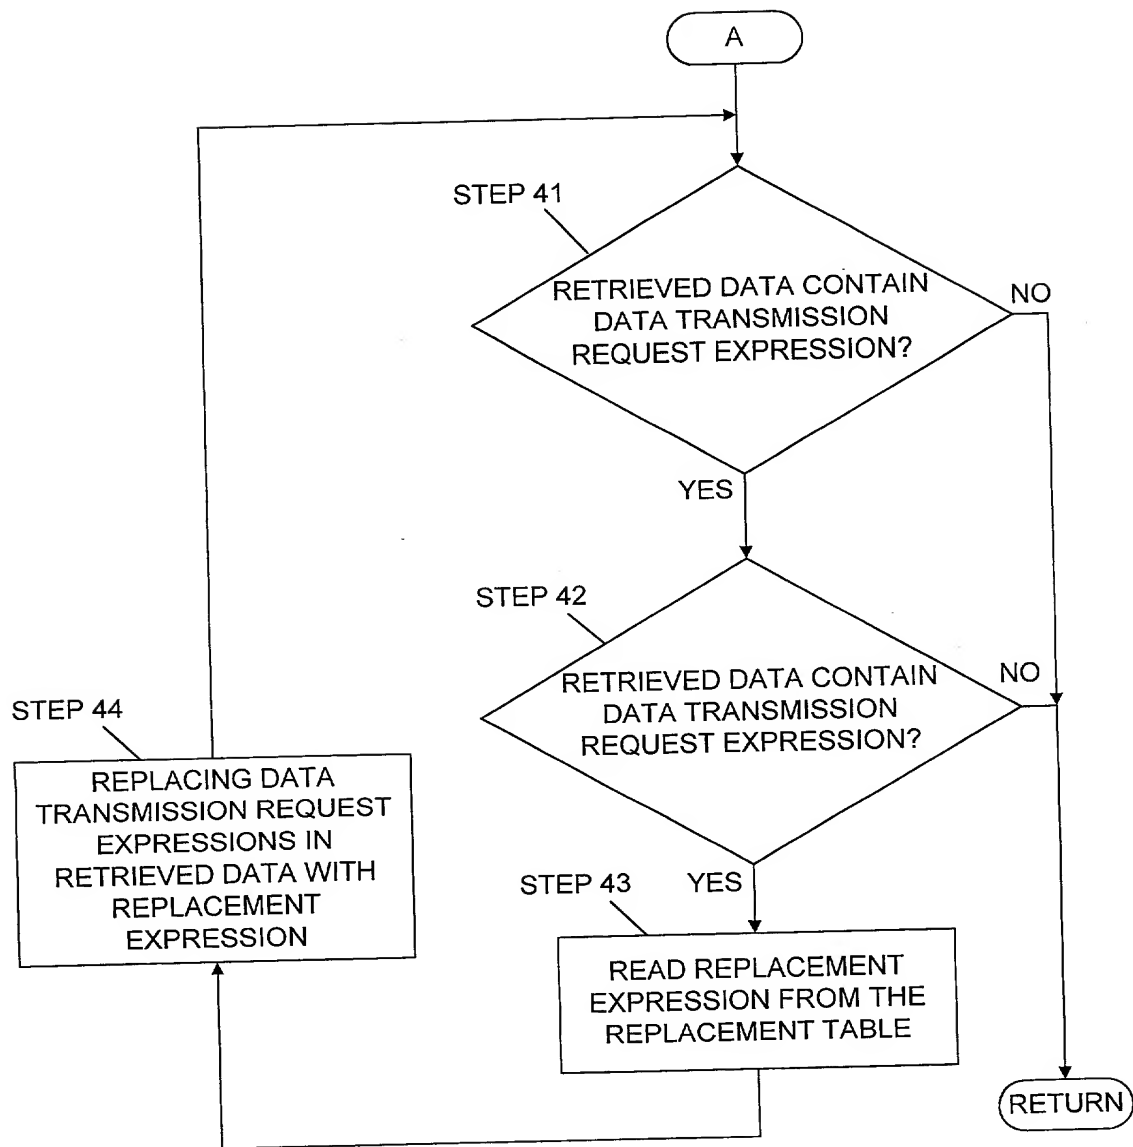 A
STEP 41
RETRIEVED DATA CONTAIN
DATA TRANSMISSION
REQUEST EXPRESSION?
NO
YES
STEP 42
RETRIEVED DATA CONTAIN
DATA TRANSMISSION
REQUEST EXPRESSION?
NO
YES
STEP 43
READ REPLACEMENT
EXPRESSION FROM THE
REPLACEMENT TABLE
STEP 44
REPLACING DATA
TRANSMISSION REQUEST
EXPRESSIONS IN
RETRIEVED DATA WITH
REPLACEMENT
EXPRESSION
RETURN